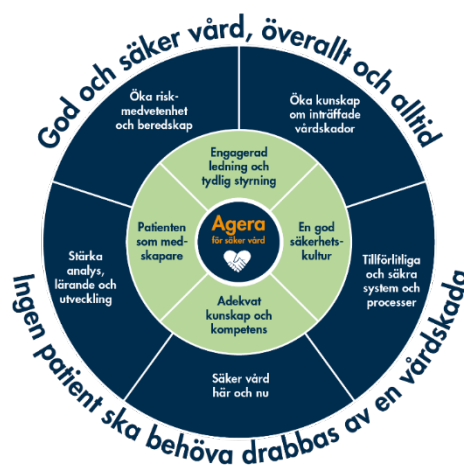 God och säker vård, överallt och alltid
Öka risk-
medvetenhet
och beredskap
Öka kunskap
om inträffade
vårdskador
Engagerad
ledning och
tydlig styrning
Patienten
som med-
skapare
Agera
för säker vård
En god
säkerhets-
kultur
Stärka
analys,
lärande och
utveckling
Tillförlitliga
och säkra
system och
processer
Adekvat
kunskap och
kompetens
Säker vård
här och nu
Ingen patient ska behöva drabbas av en vårdskada